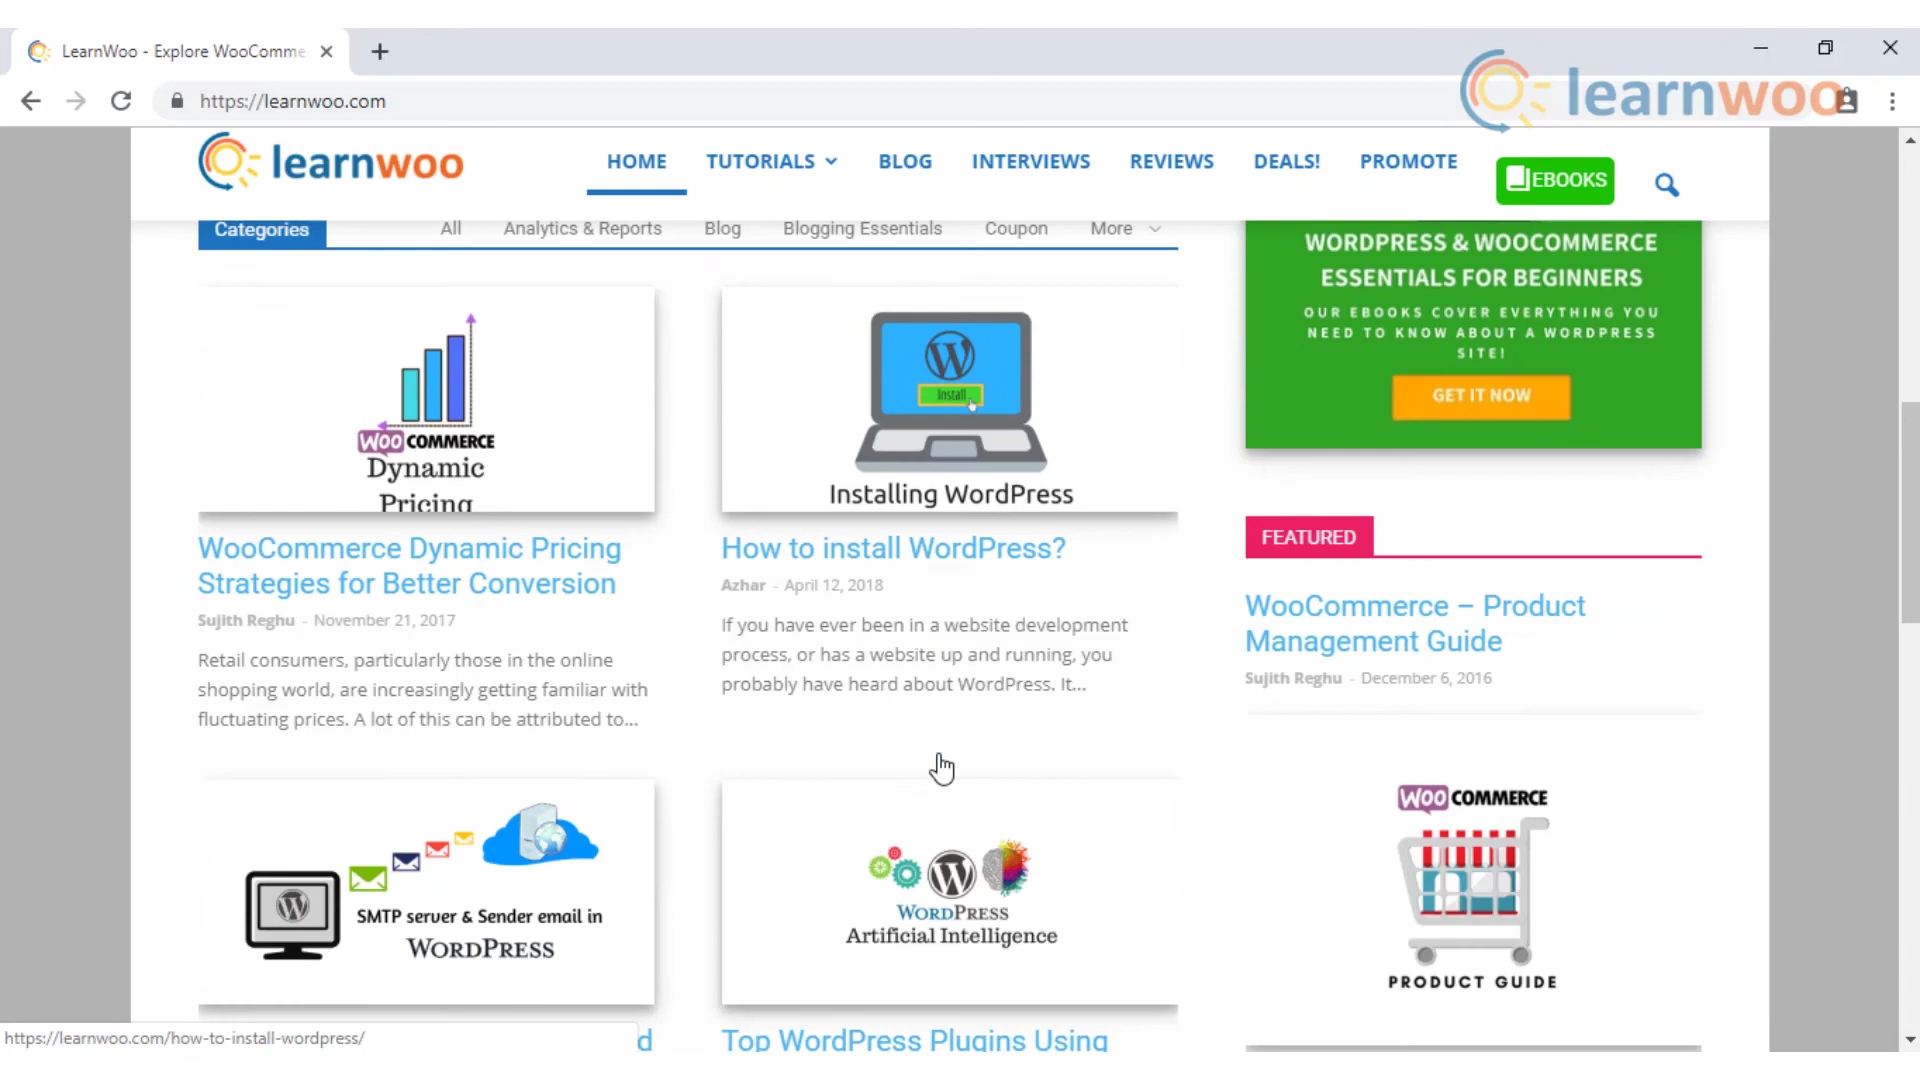 LearnWoo - Explore WooComme
https://learnwoo.com
learnwoo
learnwoo
HOME
TUTORIALS
BLOG
INTERVIEWS
REVIEWS
DEALS!
PROMOTE
EBOOKS
Categories
All
Analytics & Reports
Blog
Blogging Essentials
Coupon
More
WOO COMMERCE
Dynamic
Pricing
WooCommerce Dynamic Pricing
Strategies for Better Conversion
Sujith Reghu - November 21, 2017
Retail consumers, particularly those in the online
shopping world, are increasingly getting familiar with
fluctuating prices. A lot of this can be attributed to...
Install
Installing WordPress
How to install WordPress?
Azhar - April 12, 2018
If you have ever been in a website development
process, or has a website up and running, you
probably have heard about WordPress. It...
SMTP server & Sender email in
WORDPRESS
WORDPRESS
Artificial Intelligence
d
Top WordPress Plugins Using
WORDPRESS & WOOCOMMERCE
ESSENTIALS FOR BEGINNERS
OUR EBOOKS COVER EVERYTHING YOU
NEED TO KNOW ABOUT A WORDPRESS
SITE!
GET IT NOW
FEATURED
WooCommerce – Product
Management Guide
Sujith Reghu - December 6, 2016
WOO COMMERCE
PRODUCT GUIDE
https://learnwoo.com/how-to-install-wordpress/